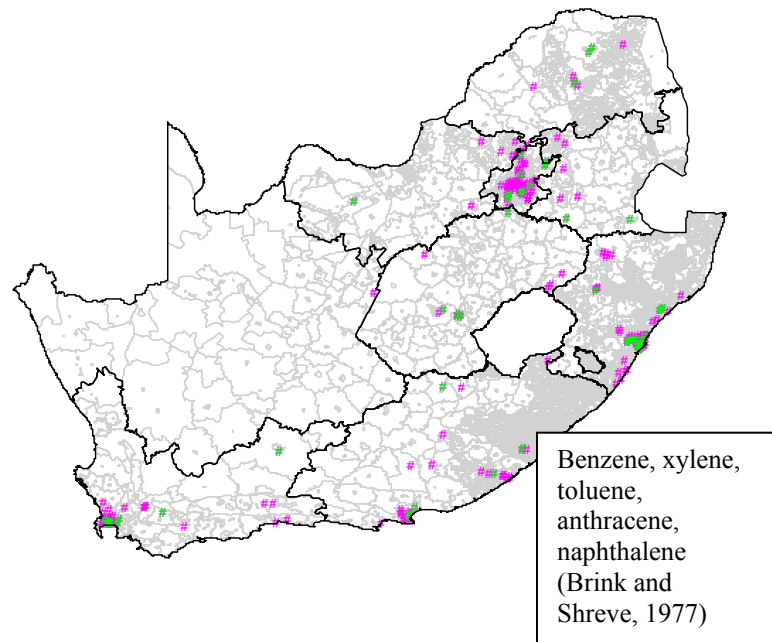 Benzene, xylene,
toluene,
anthracene,
naphthalene
(Brink and
Shreve, 1977)